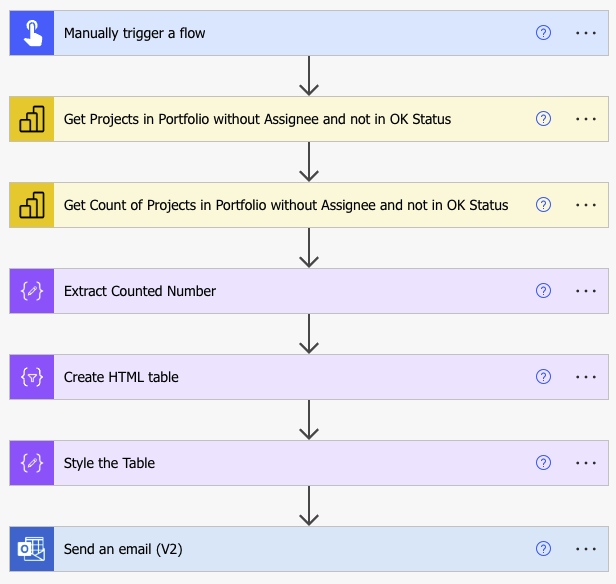 Manually trigger a flow
Get Projects in Portfolio without Assignee and not in OK Status
Get Count of Projects in Portfolio without Assignee and not in OK Status
Extract Counted Number
Create HTML table
Style the Table
Send an email (V2)